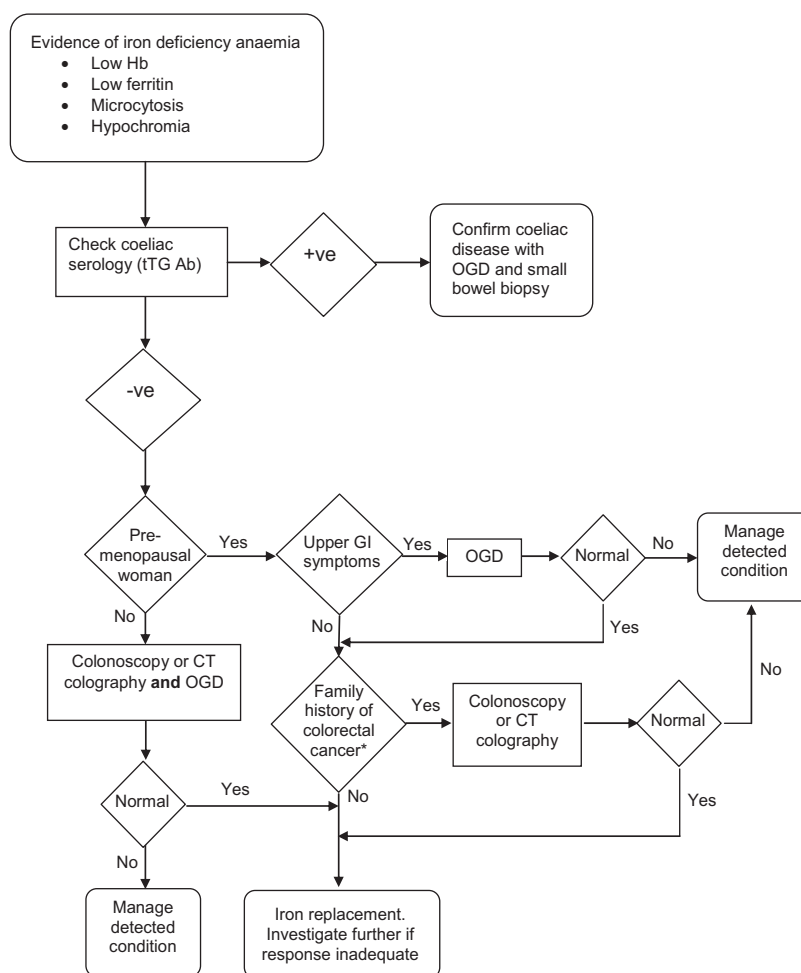 Evidence of iron deficiency anaemia
• Low Hb
• Low ferritin
• Microcytosis
• Hypochromia
Check coeliac
serology (tTG Ab)
+ve
Confirm coeliac
disease with
OGD and small
bowel biopsy
-ve
Pre-
menopausal
woman
Yes
Upper GI
symptoms
Yes
OGD
Normal
No
Manage
detected
condition
No
No
Yes
Colonoscopy or CT
colography and OGD
Family
history of
colorectal
cancer*
Yes
Colonoscopy
or CT
colography
Normal
No
Normal
Yes
No
Yes
No
Manage
detected
condition
Iron replacement.
Investigate further if
response inadequate